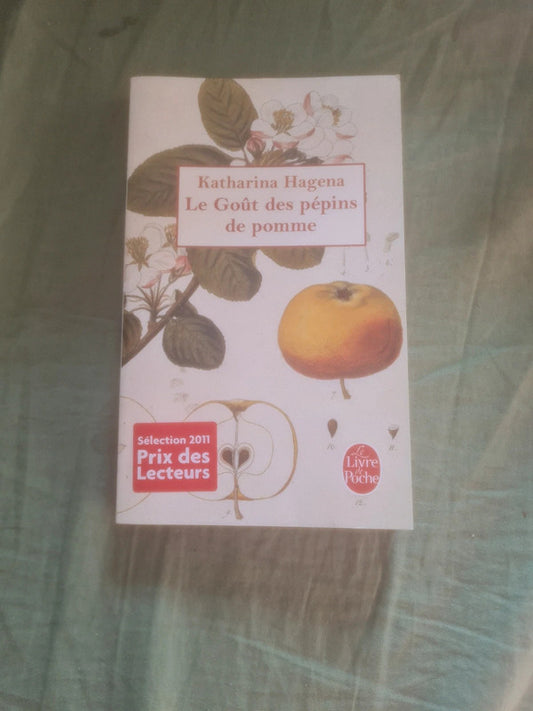 Katharina Hagena
Le Goût des pépins
de pomme
Sélection 2011
Prix des
Lecteurs
Le
Livre
de
Poche